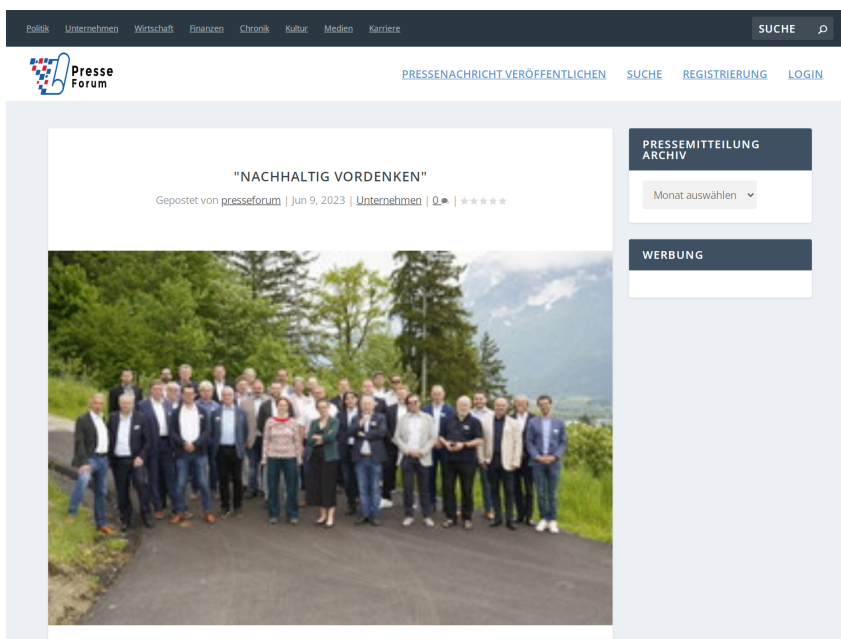 Politik Unternehmen Wirtschaft Finanzen Chronik Kultur Medien Karriere SUCHE
Presse
Forum
PRESSENACHRICHT VERÖFFENTLICHEN SUCHE REGISTRIERUNG LOGIN
"NACHHALTIG VORDENKEN"
Gepostet von presseforum | Jun 9, 2023 | Unternehmen | 0 |
PRESSEMITTEILUNG
ARCHIV
Monat auswählen
WERBUNG